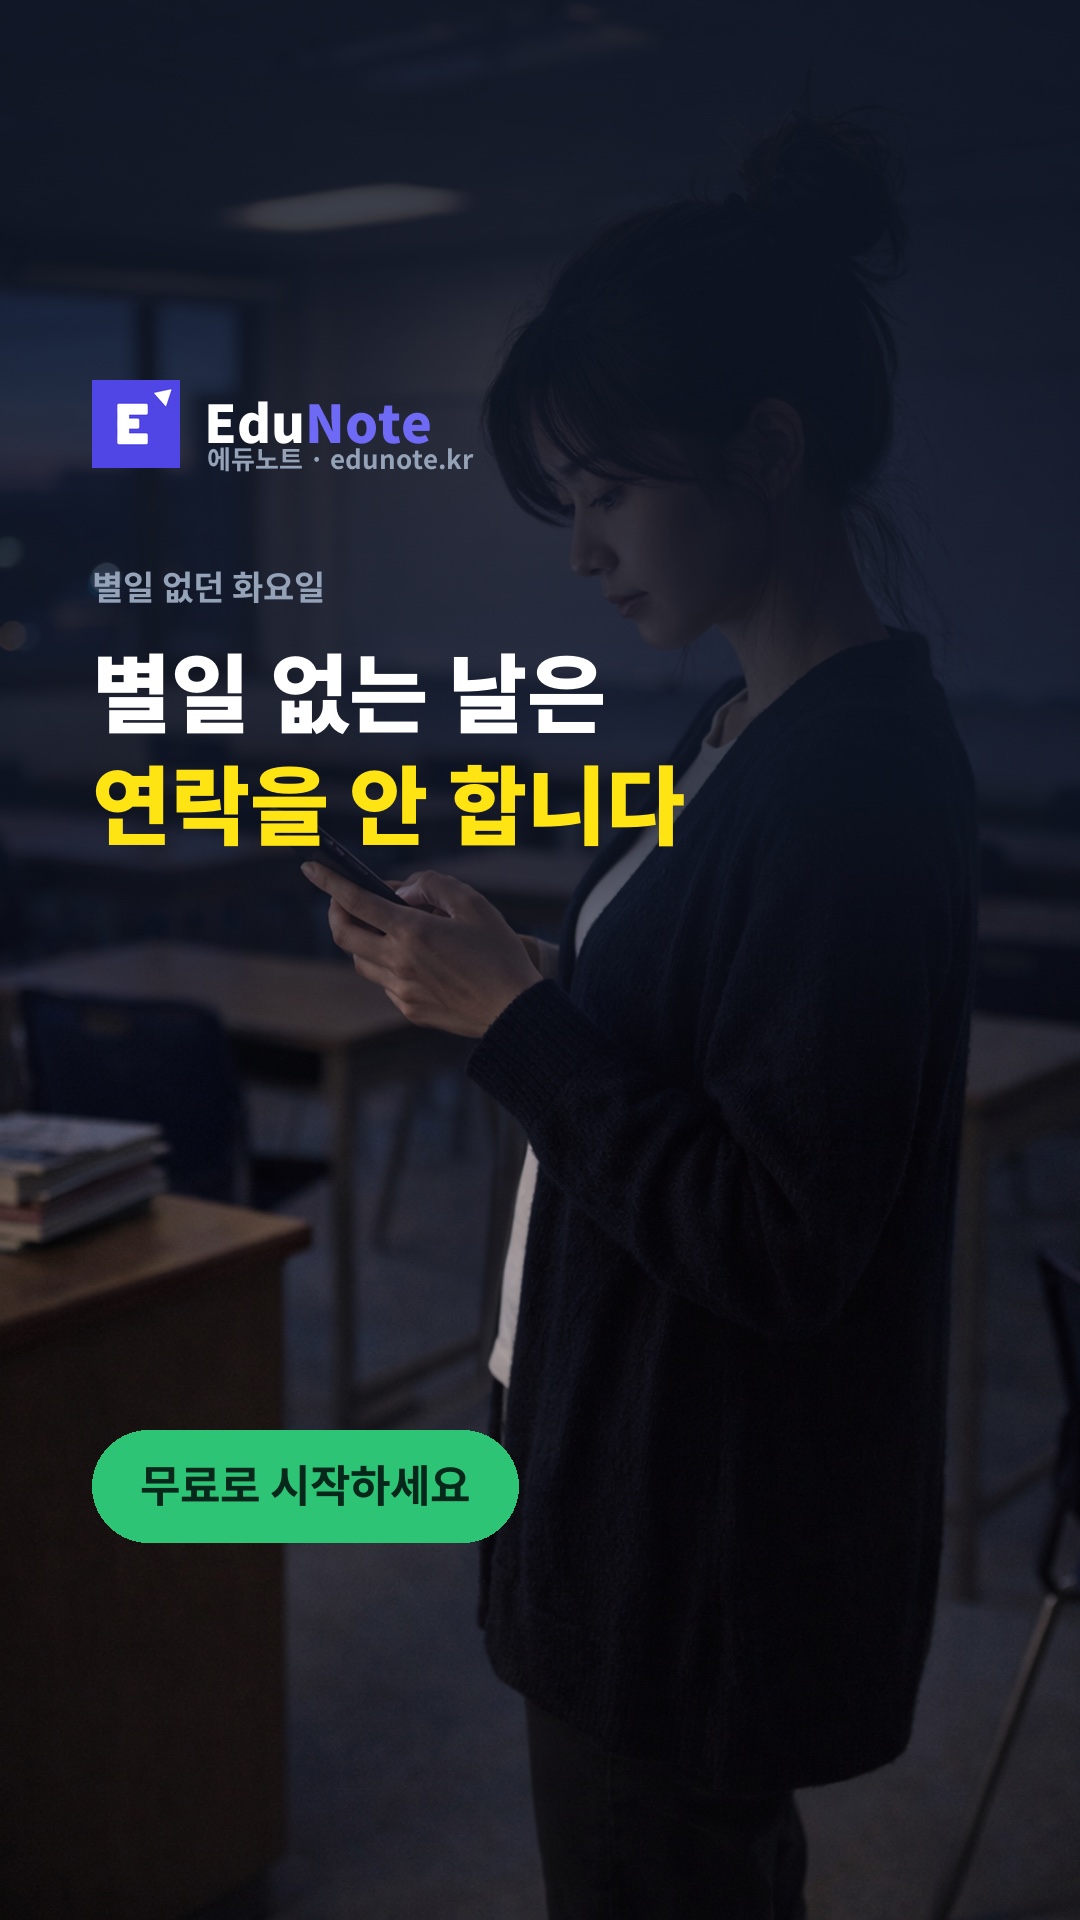 E
EduNote
에듀노트 · edunote.kr
별일 없던 화요일
별일 없는 날은
연락을 안 합니다
무료로 시작하세요